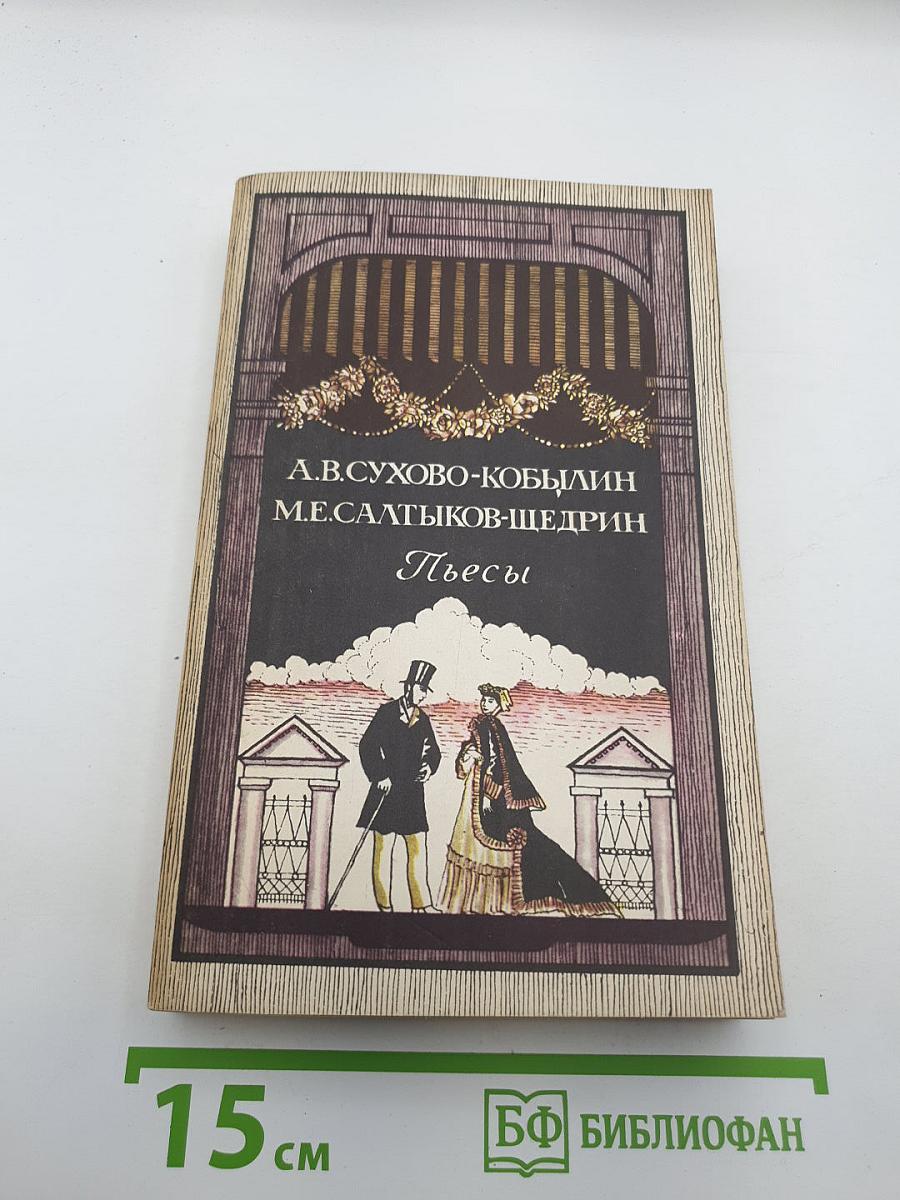 А.В.СУХОВО-КОБЫЛИН
М.Е.САЛТЫКОВ-ЩЕДРИН
Пьесы
15 см
БФ БИБЛИОФАН